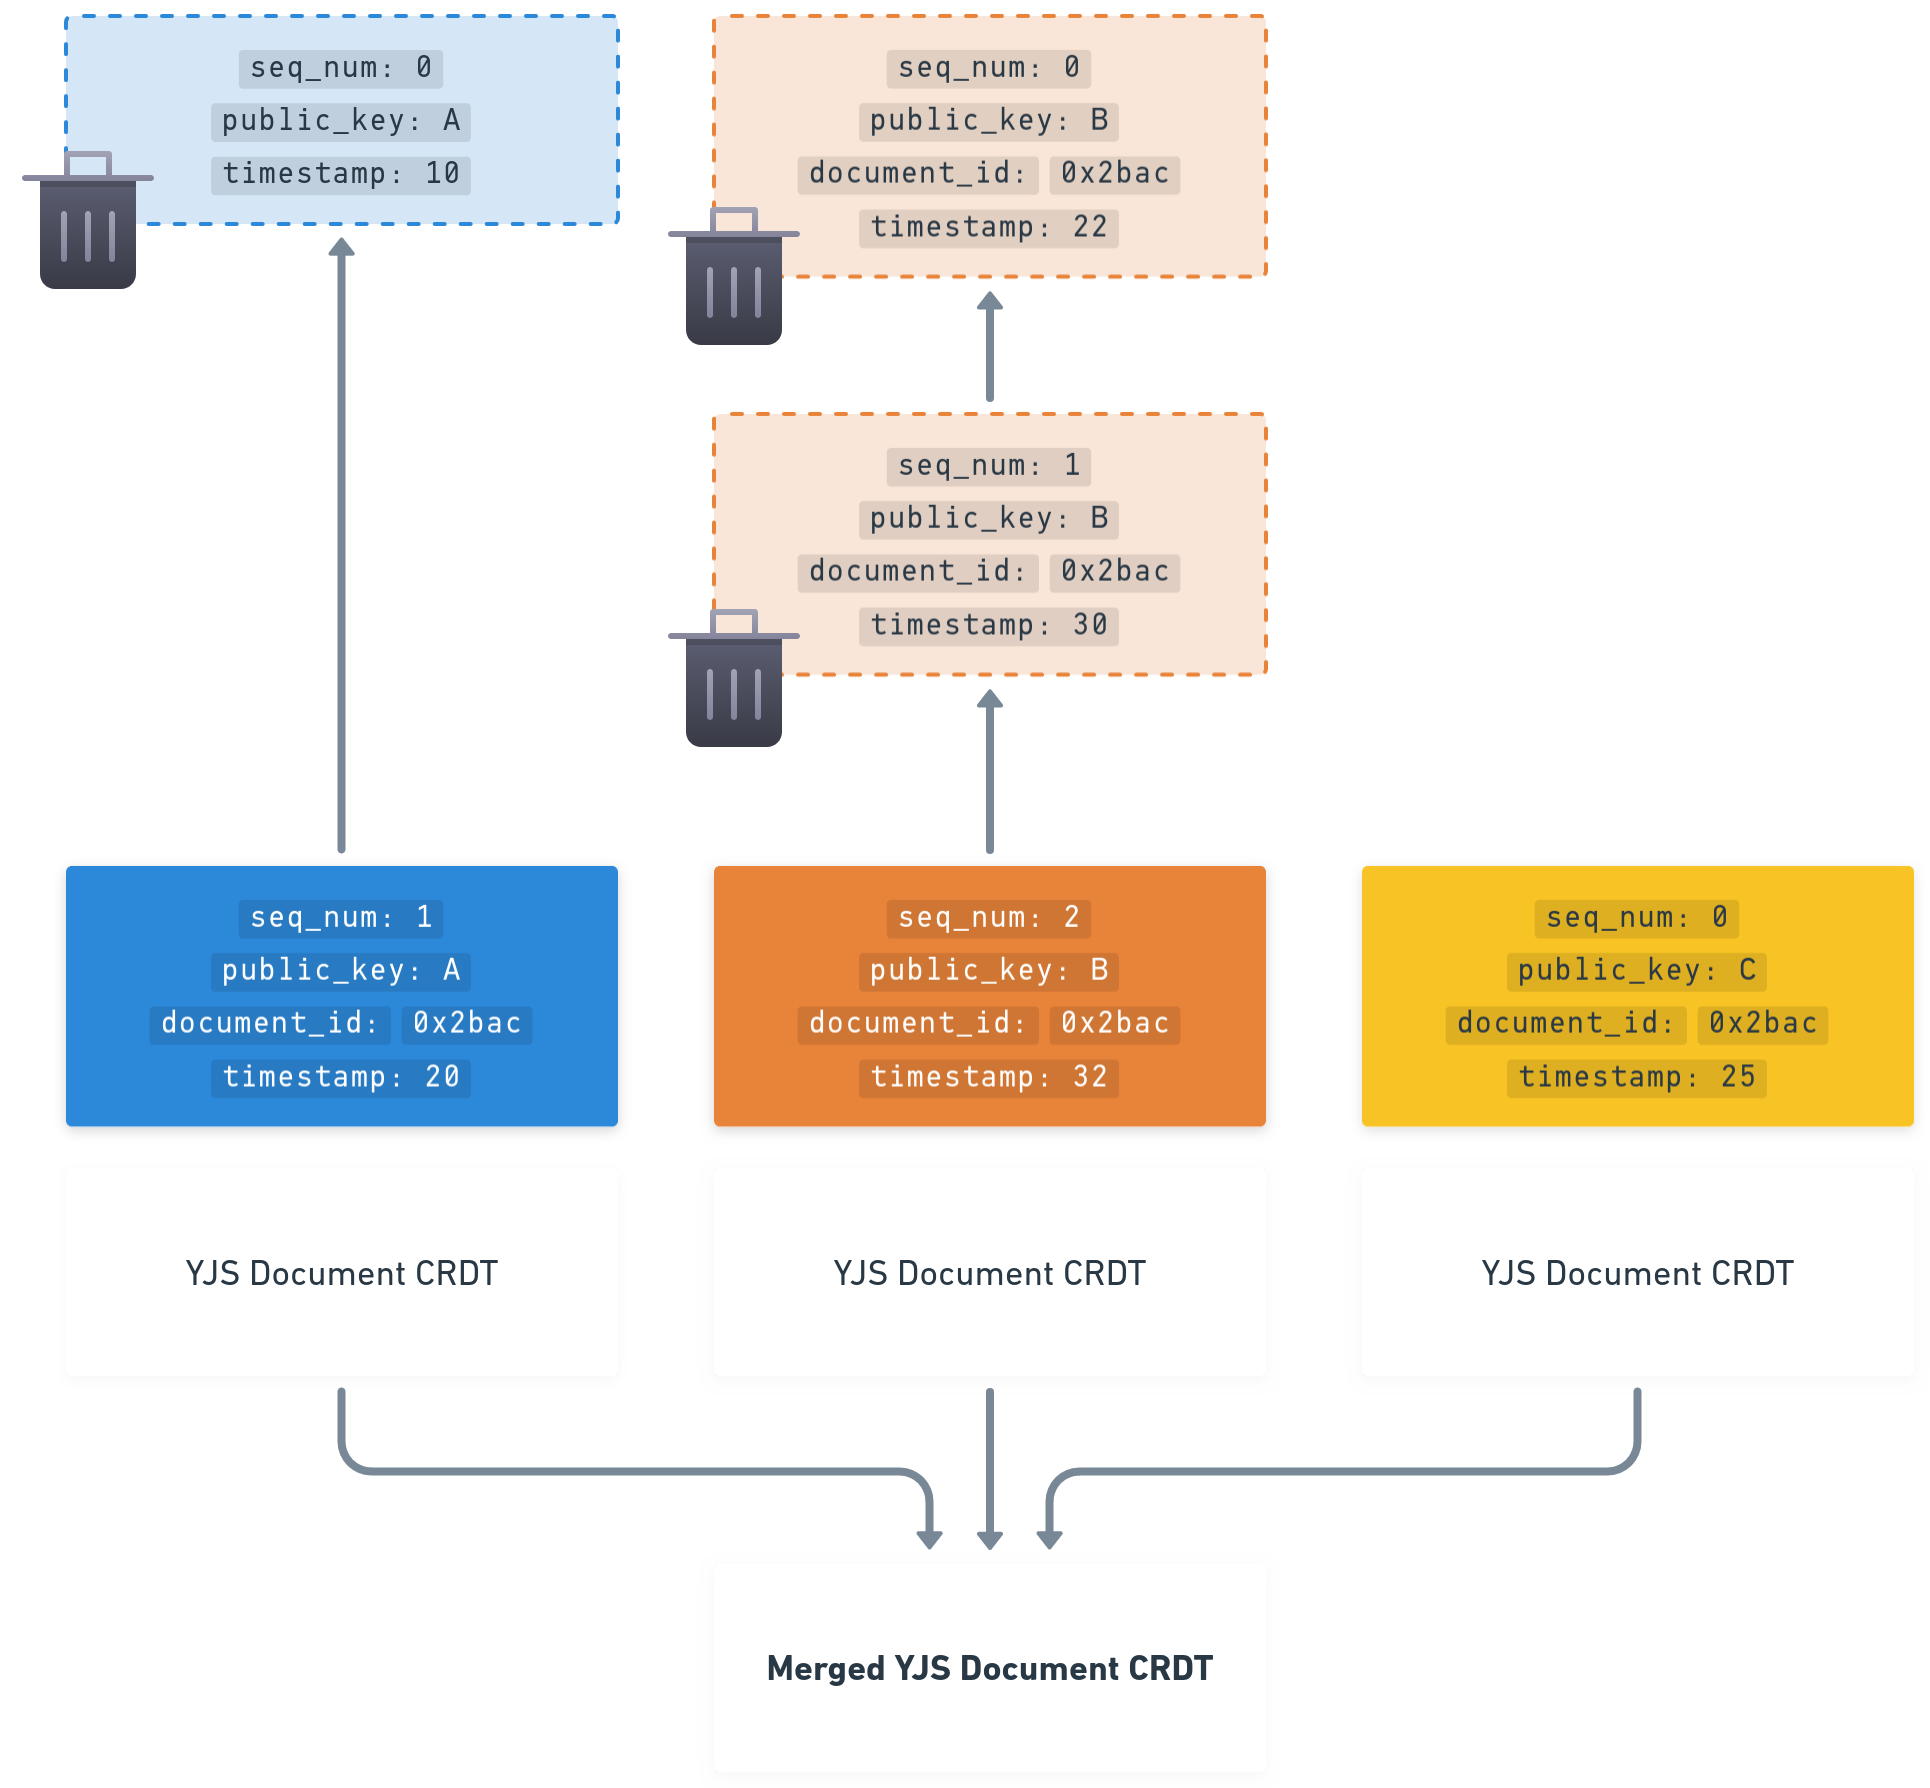 seq_num: 0
public_key: A
timestamp: 10
seq_num: 0
public_key: B
document_id: 0x2bac
timestamp: 22
seq_num: 1
public_key: B
document_id: 0x2bac
timestamp: 30
seq_num: 1
public_key: A
document_id: 0x2bac
timestamp: 20
seq_num: 2
public_key: B
document_id: 0x2bac
timestamp: 32
seq_num: 0
public_key: C
document_id: 0x2bac
timestamp: 25
YJS Document CRDT
YJS Document CRDT
YJS Document CRDT
Merged YJS Document CRDT